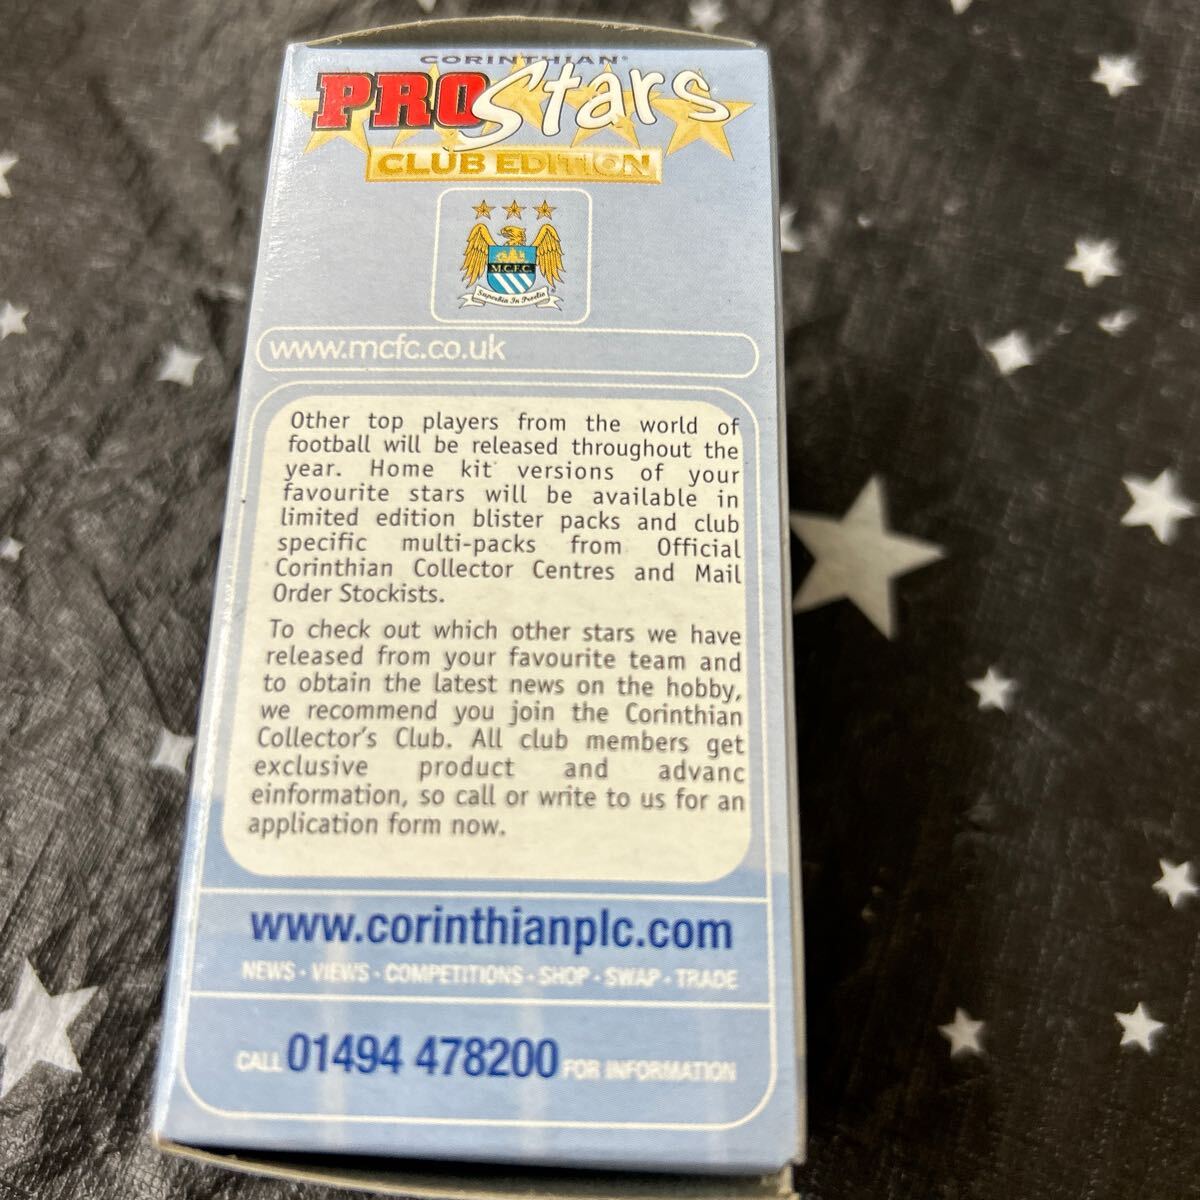 CORINTHIAN®
PROStars
CLUB EDITION
M.C.F.C.
Superbia In Proelia
www.mcfc.co.uk
Other top players from the world of
football will be released throughout the
year. Home kit versions of your
favourite stars will be available in
limited edition blister packs and club
specific multi-packs from Official
Corinthian Collector Centres and Mail
Order Stockists.
To check out which other stars we have
released from your favourite team and
to obtain the latest news on the hobby,
we recommend you join the Corinthian
Collector's Club. All club members get
exclusive product and advanc
einformation, so call or write to us for an
application form now.
www.corinthianplc.com
NEWS • VIEWS • COMPETITIONS • SHOP • SWAP • TRADE
CALL 01494 478200 FOR INFORMATION